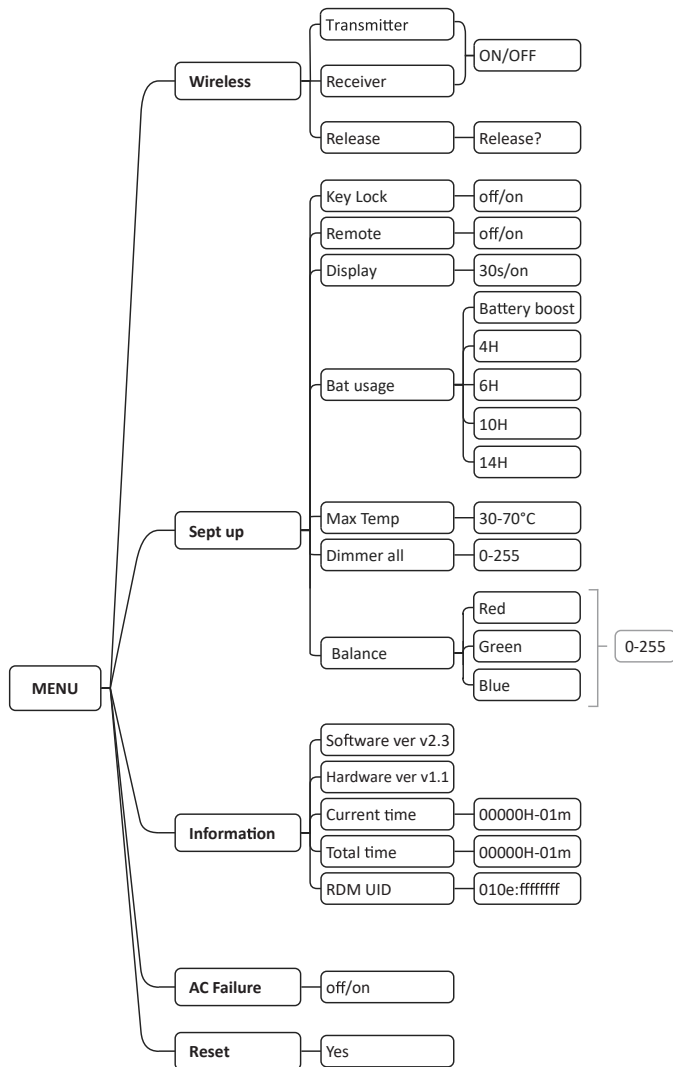 Transmitter
ON/OFF
Wireless
Receiver
Release
Release?
Key Lock
off/on
Remote
off/on
Display
30s/on
Battery boost
4H
Bat usage
6H
10H
14H
Sept up
Max Temp
30-70°C
Dimmer all
0-255
Red
Balance
Green
0-255
Blue
MENU
Software ver v2.3
Hardware ver v1.1
Information
Current time
00000H-01m
Total time
00000H-01m
RDM UID
010e:ffffffff
AC Failure
off/on
Reset
Yes